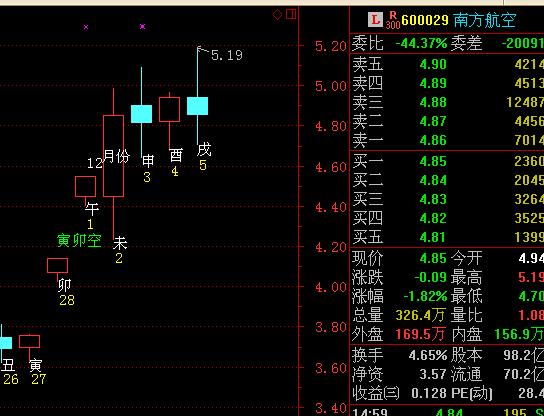 L R 300 600029 南方航空
委比 -44.37% 委差 -20091
卖五 4.90 4214
卖四 4.89 4513
卖三 4.88 12487
卖二 4.87 4456
卖一 4.86 7014
买一 4.85 2360
买二 4.84 2045
买三 4.83 3264
买四 4.82 3525
买五 4.81 1399
现价 4.85 今开 4.94
涨跌 -0.09 最高 5.19
涨幅 -1.82% 最低 4.70
总量 326.4万 量比 1.08
外盘 169.5万 内盘 156.9万
换手 4.65% 股本 98.2亿
净资 3.57 流通 70.2亿
收益㈢ 0.128 PE(动) 28.4
14:59 4.84 195 S
5.20
5.00
4.80
4.60
4.40
4.20
4.00
3.80
3.60
3.40
5.19
12月份
申
3
酉
4
戌
5
午
1
寅卯空
未
2
卯
28
丑
26
寅
27